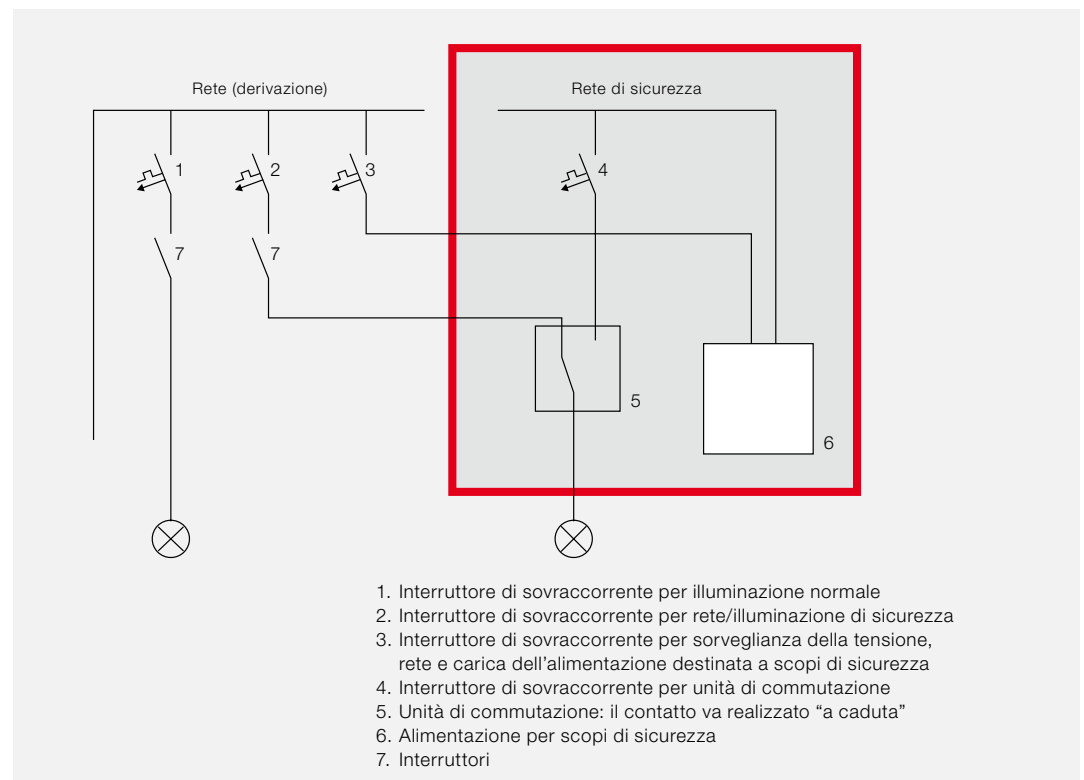 Rete (derivazione)
Rete di sicurezza
1
2
3
4
7
7
5
6
1. Interruttore di sovraccorrente per illuminazione normale
2. Interruttore di sovraccorrente per rete/illuminazione di sicurezza
3. Interruttore di sovraccorrente per sorveglianza della tensione,
rete e carica dell’alimentazione destinata a scopi di sicurezza
4. Interruttore di sovraccorrente per unità di commutazione
5. Unità di commutazione: il contatto va realizzato “a caduta”
6. Alimentazione per scopi di sicurezza
7. Interruttori